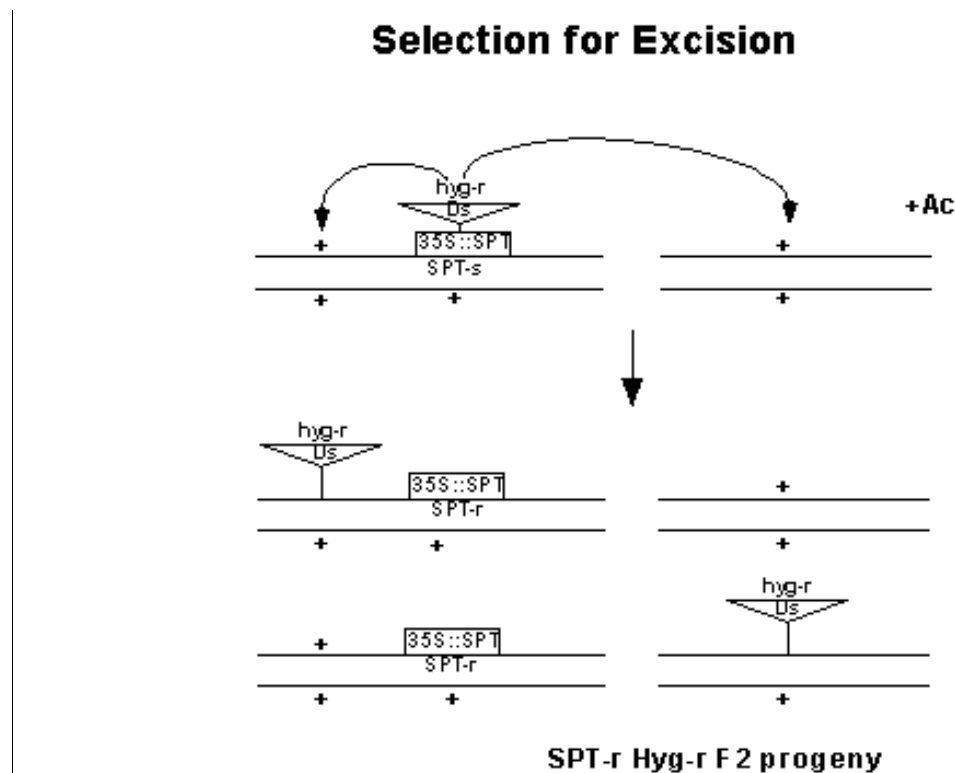 Selection for Excision
hyg-r
Ds
+Ac
+ 35S::SPT +
SPT-s
+ + +
hyg-r
Ds
35S::SPT +
SPT-r
+ + +
hyg-r
Ds
+ 35S::SPT
SPT-r
+ + +
SPT-r Hyg-r F2 progeny